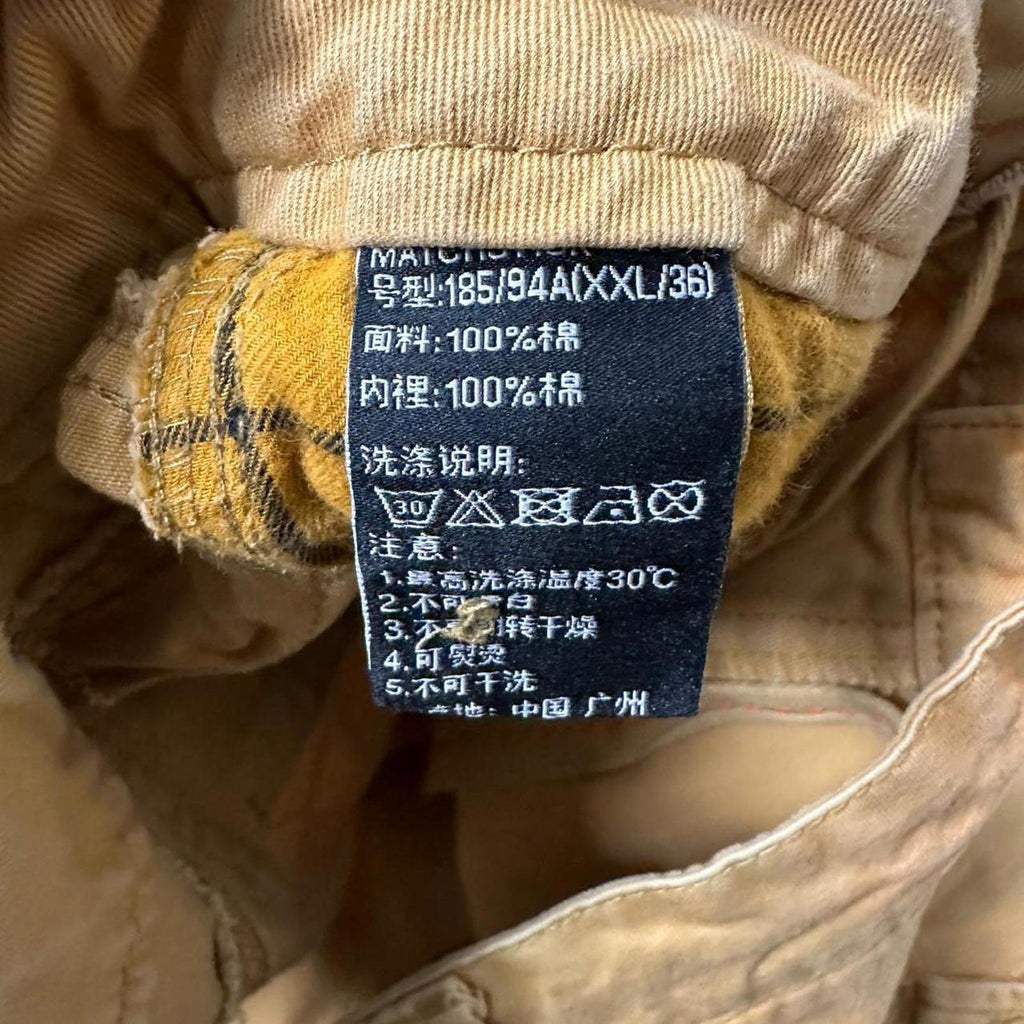 号型:185/94A(XXL/36)
面料:100%棉
内裡:100%棉
洗涤说明:
30
注意:
1.最高洗涤温度30℃
2.不可 白
3.不 转干燥
4.可熨烫
5.不可干洗
地: 中国 广州